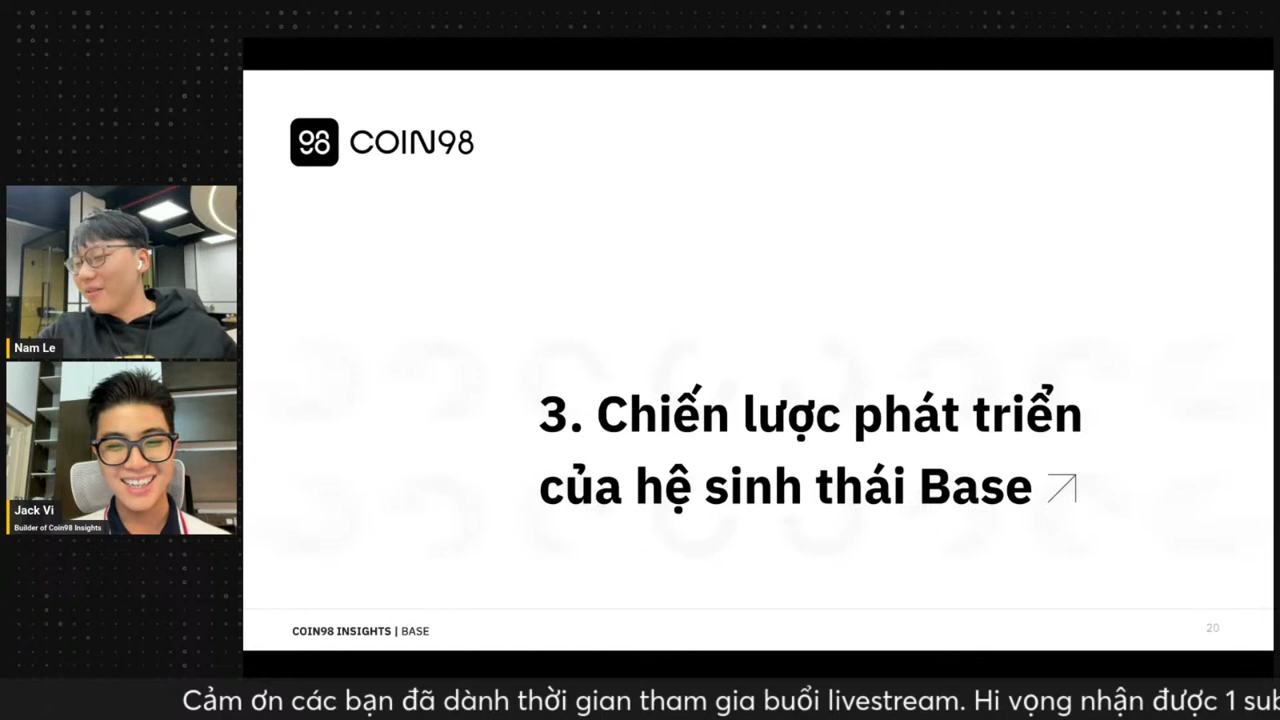 98 COIN98
Nam Le
Jack Vi
Builder of Coin98 Insights
3. Chiến lược phát triển
của hệ sinh thái Base
COIN98 INSIGHTS | BASE
20
Cảm ơn các bạn đã dành thời gian tham gia buổi livestream. Hi vọng nhận được 1 sub